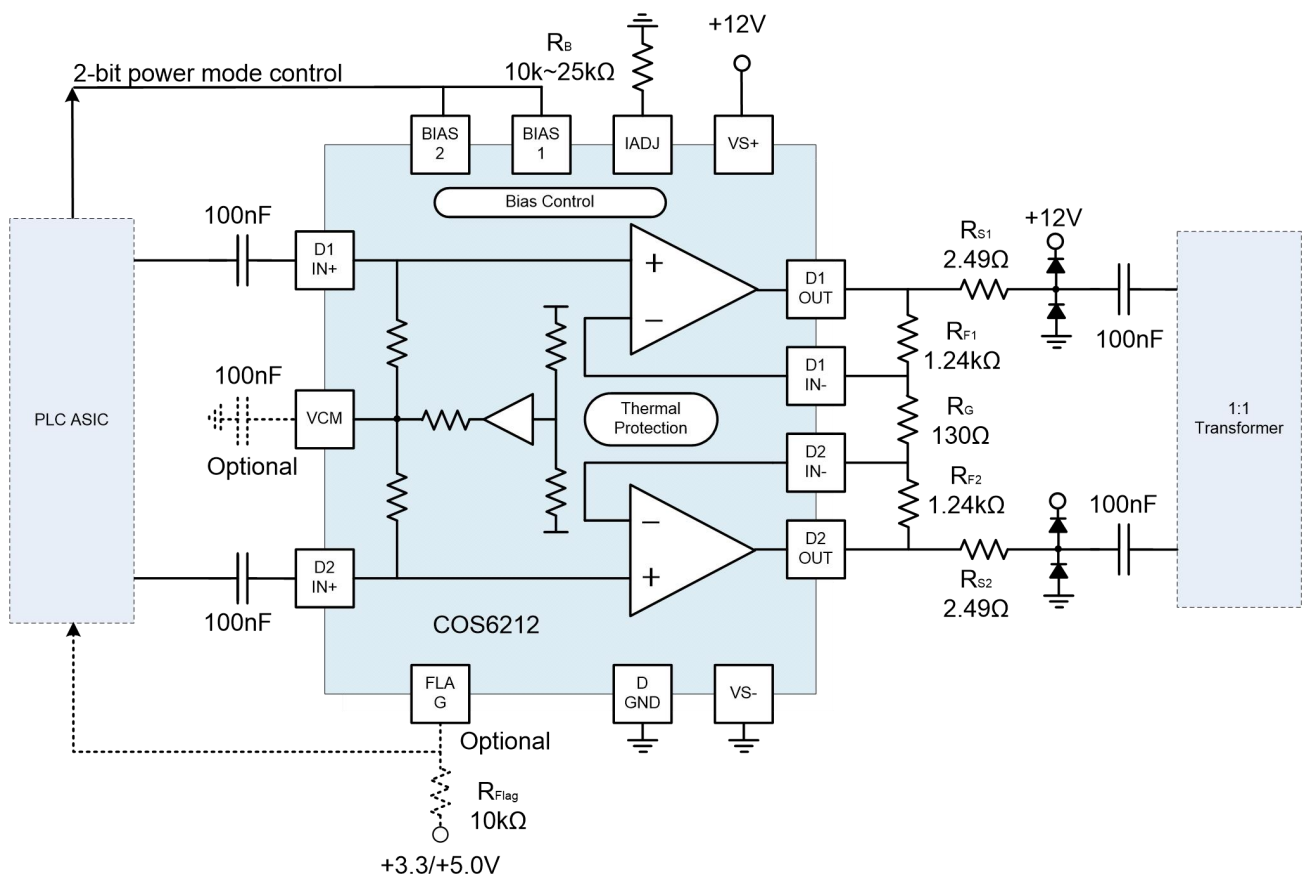 +12V
R_B
10k~25kΩ
2-bit power mode control
BIAS
2
BIAS
1
IADJ
VS+
Bias Control
100nF
D1
IN+
+
−
D1
OUT
R_S1
2.49Ω
+12V
100nF
R_F1
1.24kΩ
D1
IN-
100nF
VCM
Optional
PLC ASIC
Thermal
Protection
R_G
130Ω
1:1
Transformer
D2
IN-
R_F2
1.24kΩ
100nF
−
+
D2
OUT
D2
IN+
100nF
R_S2
2.49Ω
COS6212
FLA
G
D
GND
VS-
Optional
R_Flag
10kΩ
+3.3/+5.0V